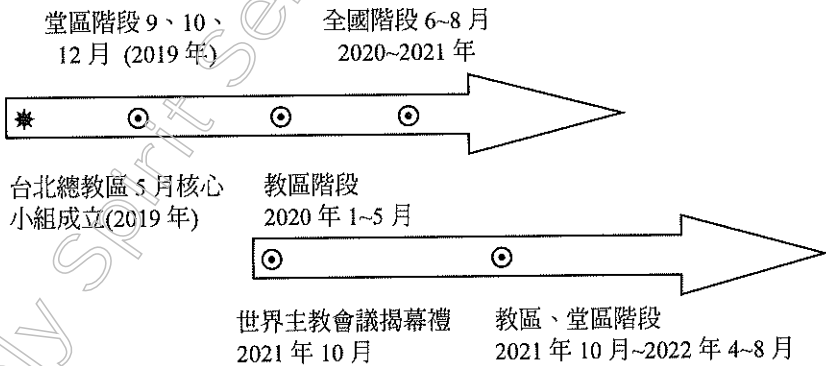 堂區階段 9、10、
12 月 (2019 年)
全國階段 6~8 月
2020~2021 年
台北總教區 5 月核心
小組成立(2019 年)
教區階段
2020 年 1~5 月
世界主教會議揭幕禮
2021 年 10 月
教區、堂區階段
2021 年 10 月~2022 年 4~8 月
ly Spirit Se